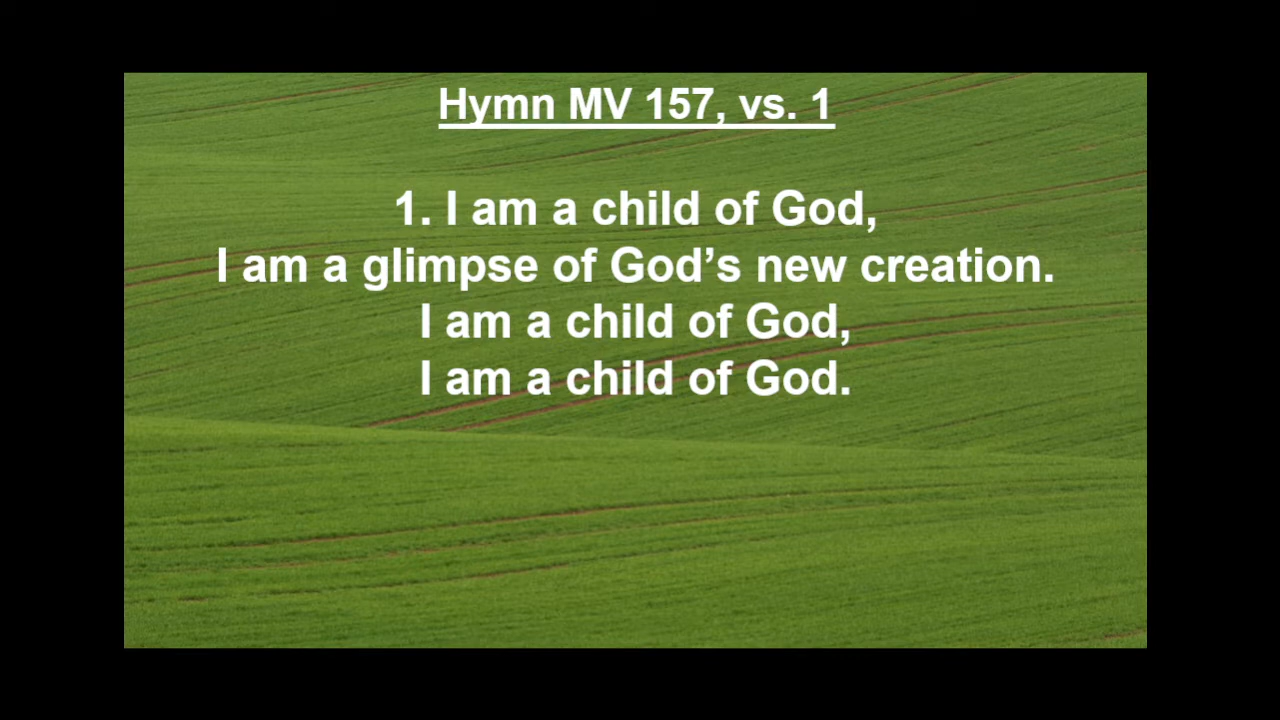 Hymn MV 157, vs. 1
1. I am a child of God,
I am a glimpse of God’s new creation.
I am a child of God,
I am a child of God.